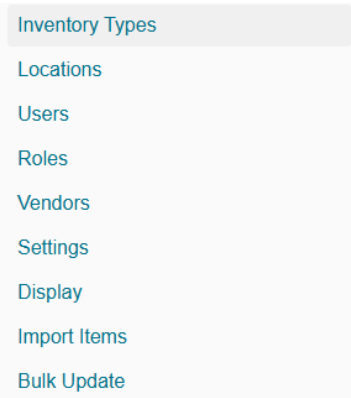 Inventory Types
Locations
Users
Roles
Vendors
Settings
Display
Import Items
Bulk Update